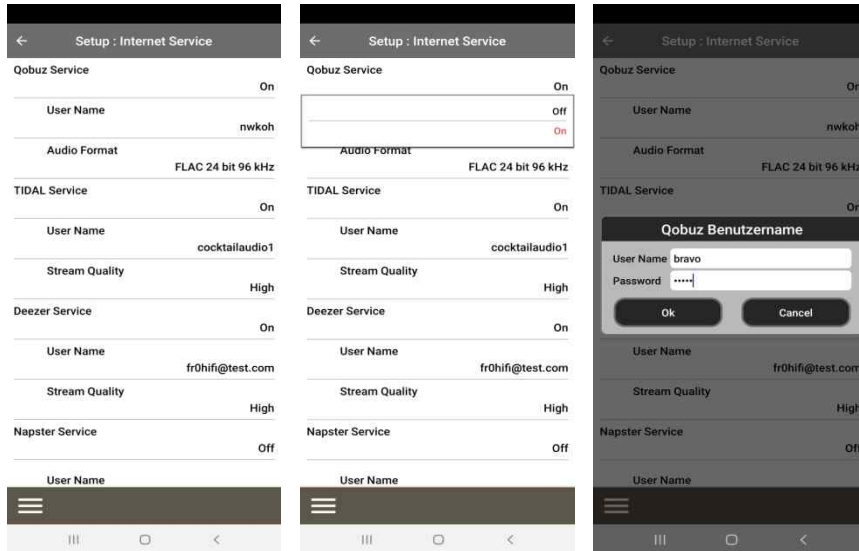 Setup : Internet Service
Qobuz Service
On
User Name
nwkoh
Audio Format
FLAC 24 bit 96 kHz
TIDAL Service
On
User Name
cocktailaudio1
Stream Quality
High
Deezer Service
On
User Name
fr0hifi@test.com
Stream Quality
High
Napster Service
Off
User Name
Setup : Internet Service
Qobuz Service
On
Off
On
Audio Format
FLAC 24 bit 96 kHz
TIDAL Service
On
User Name
cocktailaudio1
Stream Quality
High
Deezer Service
On
User Name
fr0hifi@test.com
Stream Quality
High
Napster Service
Off
User Name
Setup : Internet Service
Qobuz Service
On
User Name
nwkoh
Audio Format
FLAC 24 bit 96 kHz
TIDAL Service
On
Qobuz Benutzername
User Name bravo
Password •••••
Ok Cancel
User Name
fr0hifi@test.com
Stream Quality
High
Napster Service
Off
User Name